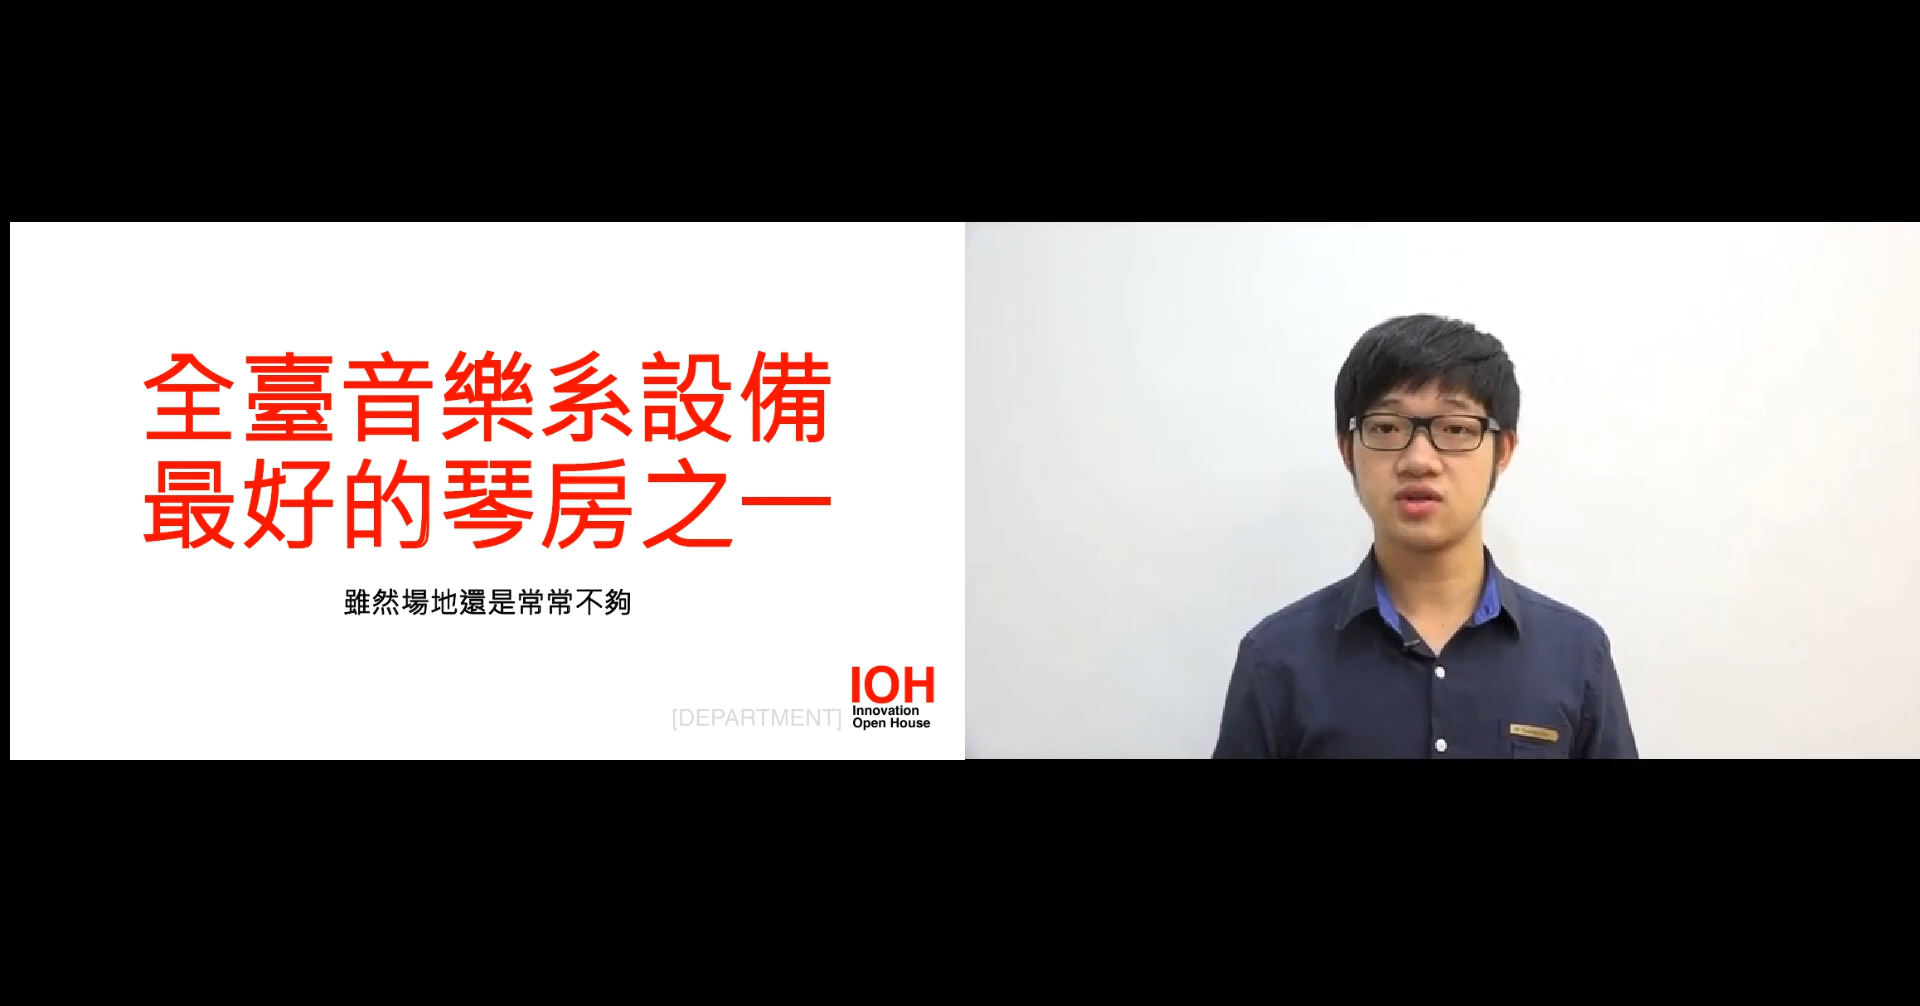 全臺音樂系設備
最好的琴房之一
雖然場地還是常常不夠
[DEPARTMENT]
IOH
Innovation
Open House